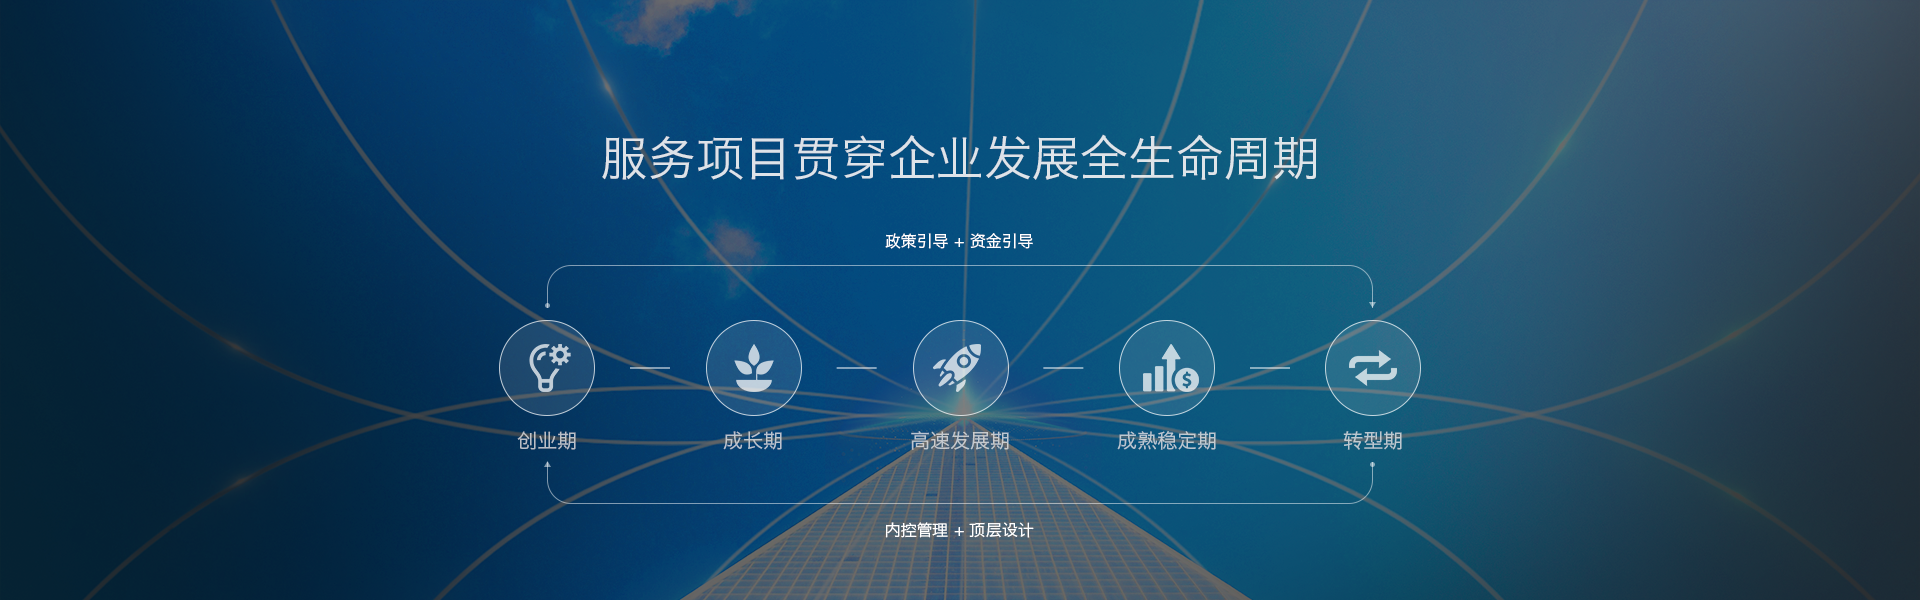 服务项目贯穿企业发展全生命周期
政策引导 + 资金引导
创业期
成长期
高速发展期
成熟稳定期
转型期
内控管理 + 顶层设计